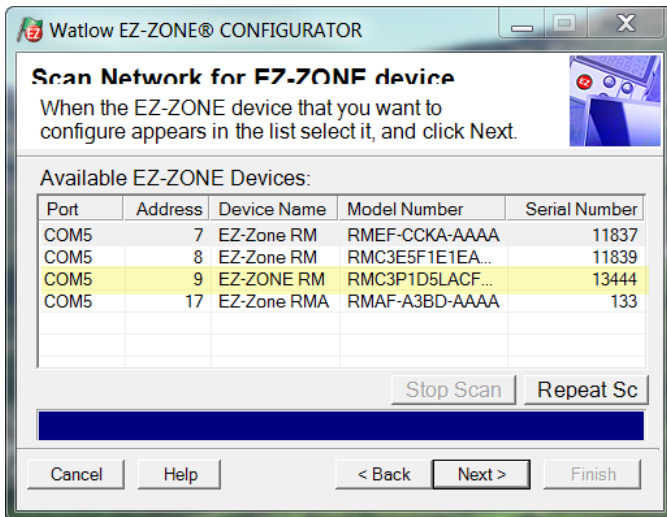 Watlow EZ-ZONE® CONFIGURATOR
Scan Network for EZ-ZONE device
When the EZ-ZONE device that you want to
configure appears in the list select it, and click Next.
Available EZ-ZONE Devices:
Port Address Device Name Model Number Serial Number
COM5 7 EZ-Zone RM RMEF-CCKA-AAAA 11837
COM5 8 EZ-Zone RM RMC3E5F1E1EA... 11839
COM5 9 EZ-ZONE RM RMC3P1D5LACF... 13444
COM5 17 EZ-Zone RMA RMAF-A3BD-AAAA 133
Stop Scan Repeat Sc
Cancel Help < Back Next > Finish